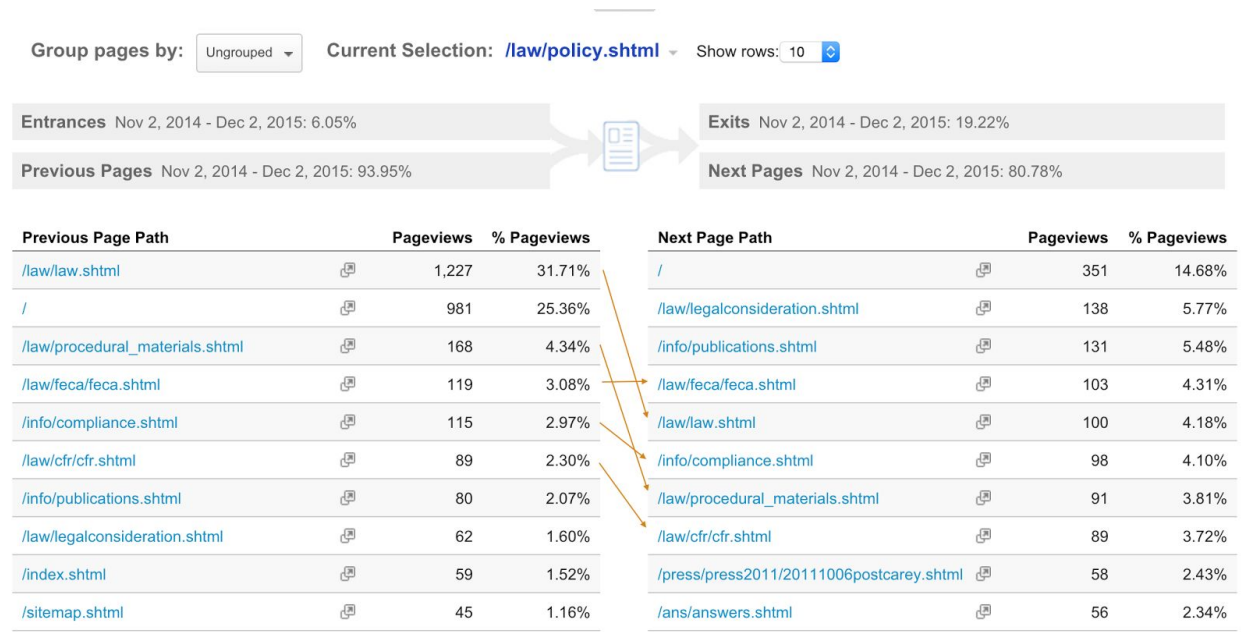 Group pages by: Ungrouped Current Selection: /law/policy.shtml Show rows: 10
Entrances Nov 2, 2014 - Dec 2, 2015: 6.05% Exits Nov 2, 2014 - Dec 2, 2015: 19.22%
Previous Pages Nov 2, 2014 - Dec 2, 2015: 93.95% Next Pages Nov 2, 2014 - Dec 2, 2015: 80.78%
Previous Page Path Pageviews % Pageviews Next Page Path Pageviews % Pageviews
/law/law.shtml 1,227 31.71% / 351 14.68%
/ 981 25.36% /law/legalconsideration.shtml 138 5.77%
/law/procedural_materials.shtml 168 4.34% /info/publications.shtml 131 5.48%
/law/feca/feca.shtml 119 3.08% /law/feca/feca.shtml 103 4.31%
/info/compliance.shtml 115 2.97% /law/law.shtml 100 4.18%
/law/cfr/cfr.shtml 89 2.30% /info/compliance.shtml 98 4.10%
/info/publications.shtml 80 2.07% /law/procedural_materials.shtml 91 3.81%
/law/legalconsideration.shtml 62 1.60% /law/cfr/cfr.shtml 89 3.72%
/index.shtml 59 1.52% /press/press2011/20111006postcarey.shtml 58 2.43%
/sitemap.shtml 45 1.16% /ans/answers.shtml 56 2.34%